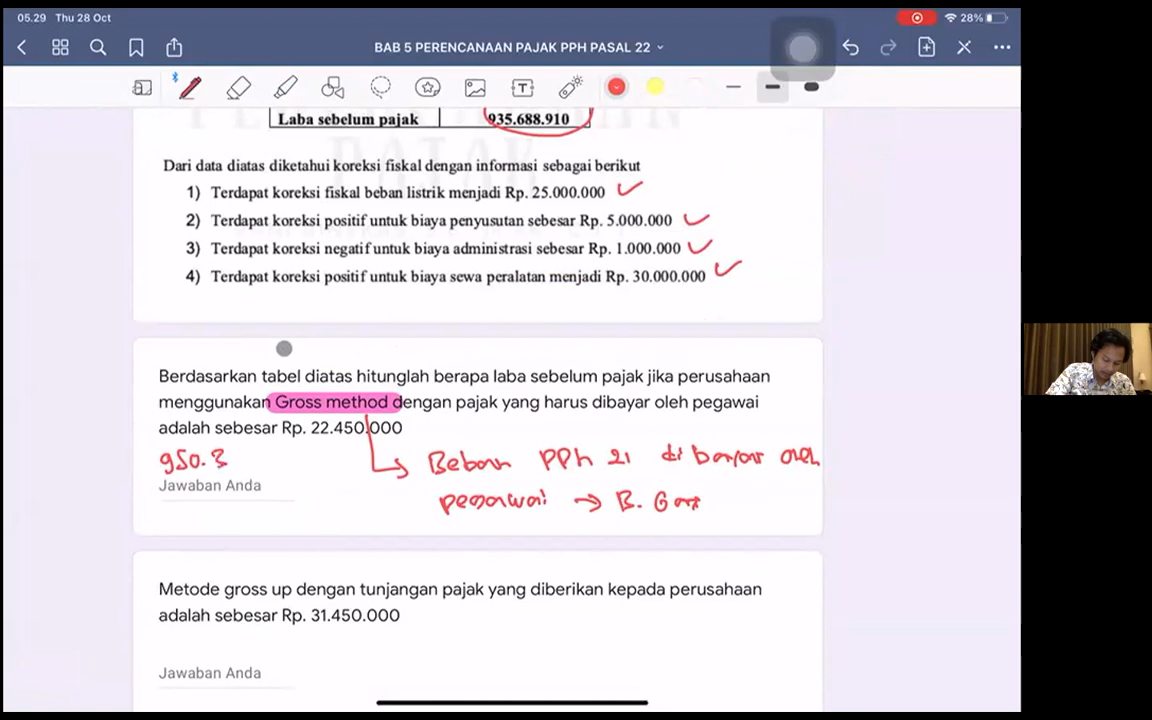 05.29 Thu 28 Oct
28%
BAB 5 PERENCANAAN PAJAK PPH PASAL 22
Laba sebelum pajak 935.688.910
Dari data diatas diketahui koreksi fiskal dengan informasi sebagai berikut
1) Terdapat koreksi fiskal beban listrik menjadi Rp. 25.000.000
2) Terdapat koreksi positif untuk biaya penyusutan sebesar Rp. 5.000.000
3) Terdapat koreksi negatif untuk biaya administrasi sebesar Rp. 1.000.000
4) Terdapat koreksi positif untuk biaya sewa peralatan menjadi Rp. 30.000.000
Berdasarkan tabel diatas hitunglah berapa laba sebelum pajak jika perusahaan
menggunakan Gross method dengan pajak yang harus dibayar oleh pegawai
adalah sebesar Rp. 22.450.000
950.3
Beban PPh 21 di bayar oleh
pegawai → B. Gaj
Jawaban Anda
Metode gross up dengan tunjangan pajak yang diberikan kepada perusahaan
adalah sebesar Rp. 31.450.000
Jawaban Anda